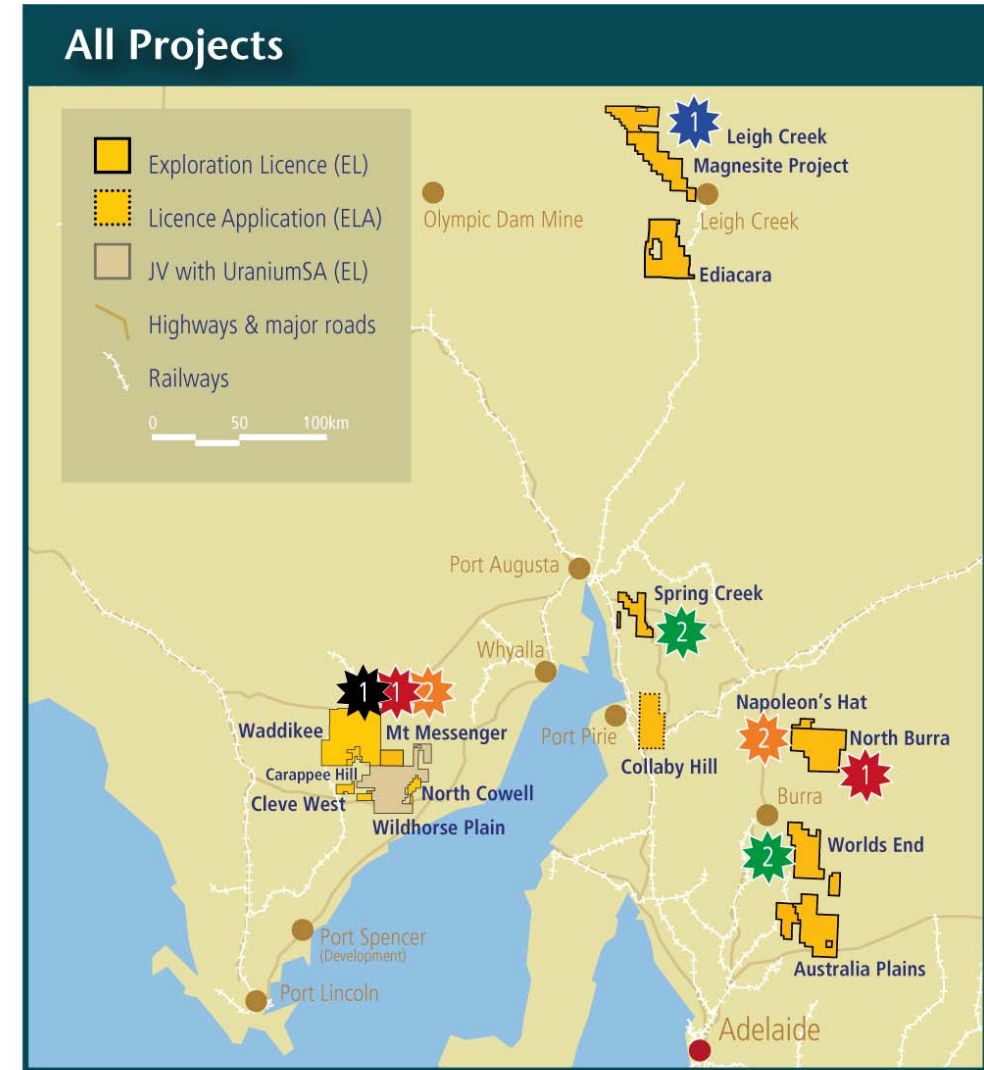 All Projects
Exploration Licence (EL)
Licence Application (ELA)
JV with UraniumSA (EL)
Highways & major roads
Railways
0 50 100km
1
Leigh Creek
Magnesite Project
Olympic Dam Mine
Leigh Creek
Ediacara
Port Augusta
Spring Creek
2
Whyalla
1 1 2
Waddikee
Mt Messenger
Port Pirie
Napoleon's Hat
2
North Burra
1
Carappee Hill
Collaby Hill
Cleve West
North Cowell
Burra
Wildhorse Plain
2
Worlds End
Port Spencer
(Development)
Australia Plains
Port Lincoln
Adelaide